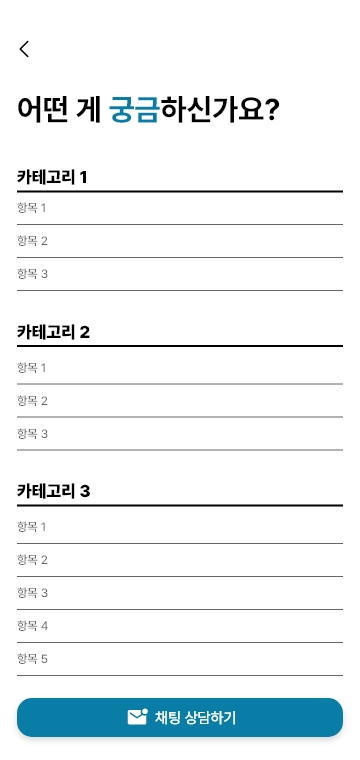 어떤 게 궁금하신가요?
카테고리 1
항목 1
항목 2
항목 3
카테고리 2
항목 1
항목 2
항목 3
카테고리 3
항목 1
항목 2
항목 3
항목 4
항목 5
채팅 상담하기